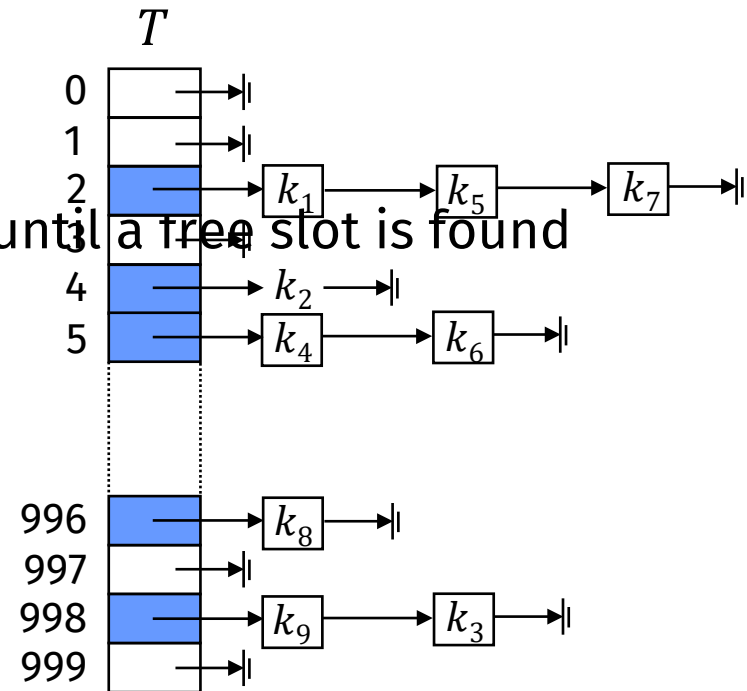 T
0
1
2 k₁ k₅ k₇
until a free slot is found
3
4 k₂
5 k₄ k₆
996 k₈
997
998 k₉ k₃
999